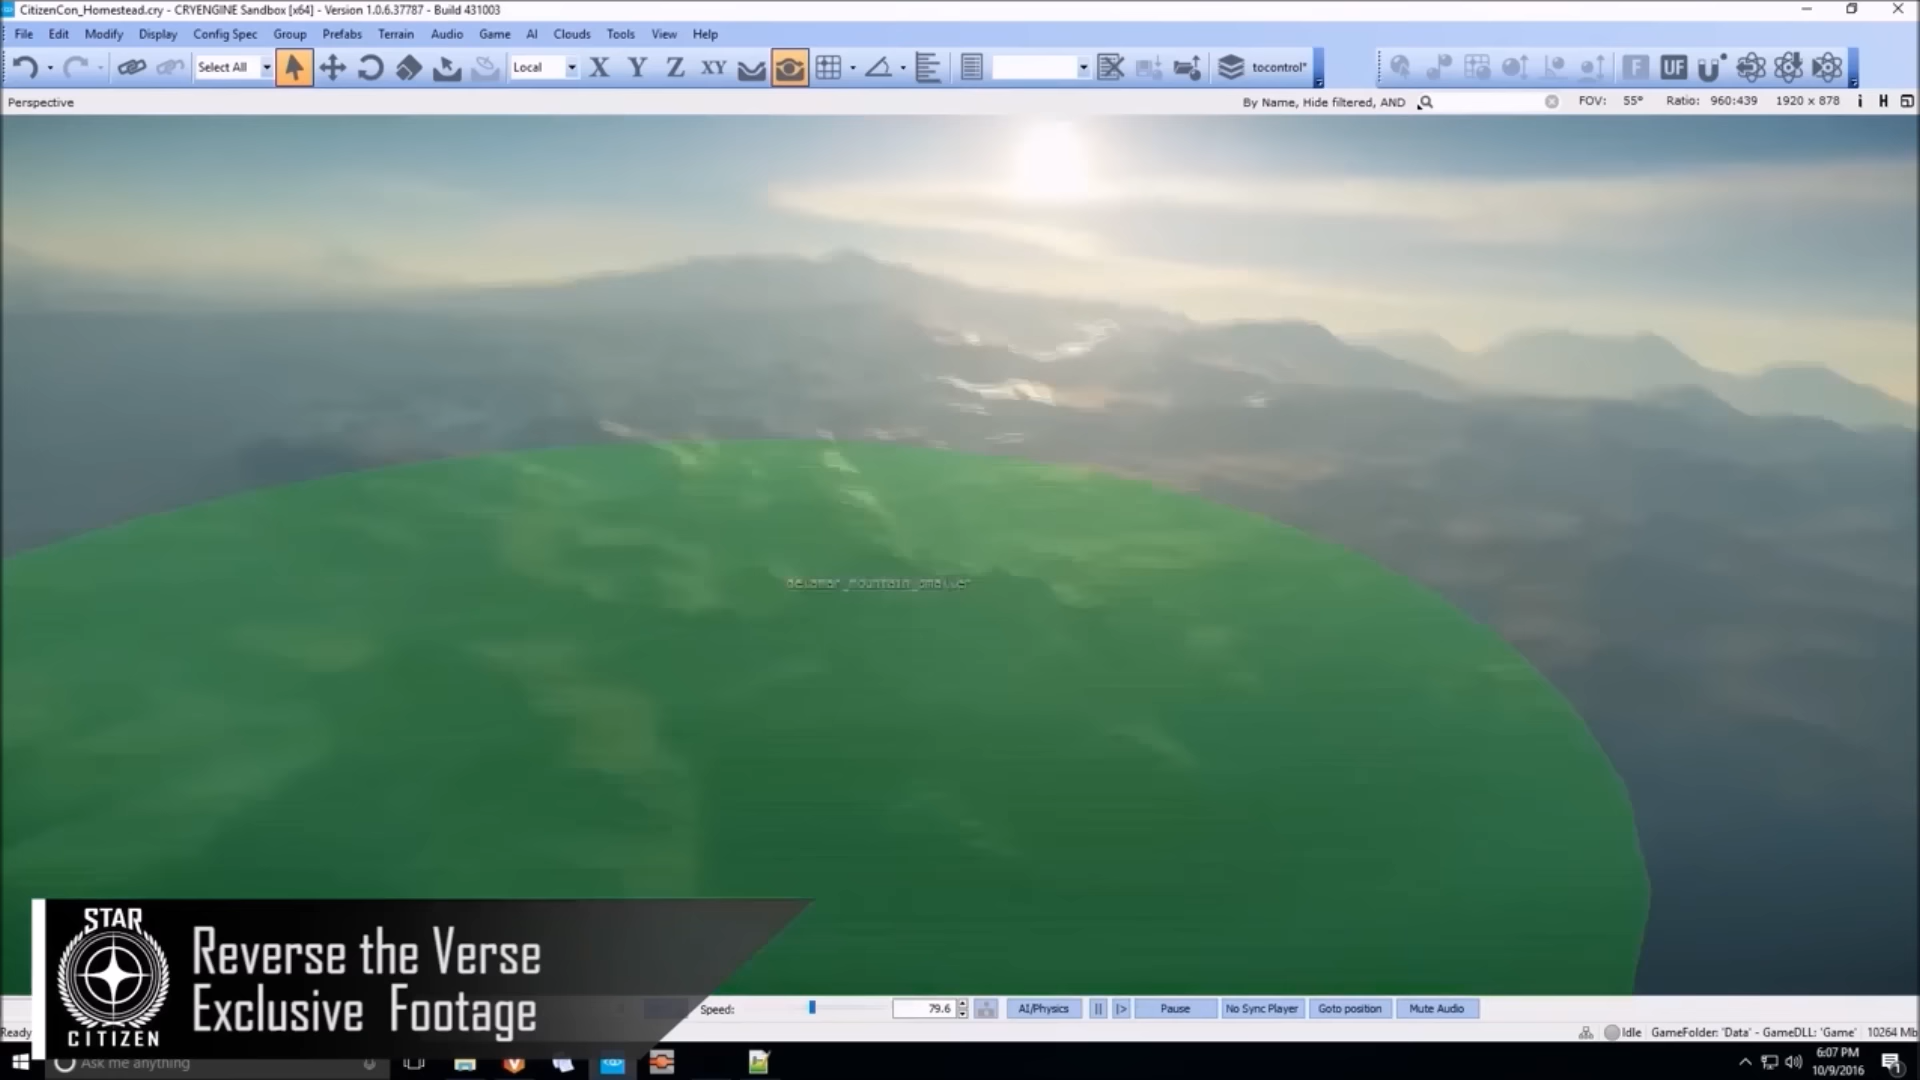 CitizenCon_Homestead.cry - CRYENGINE Sandbox [x64] - Version 1.0.6.37787 - Build 431003
File Edit Modify Display Config Spec Group Prefabs Terrain Audio Game AI Clouds Tools View Help
Select All Local X Y Z XY tocontrol* F UF
Perspective By Name, Hide filtered, AND FOV: 55° Ratio: 960:439 1920 x 878 i H
STAR
CITIZEN
Reverse the Verse
Exclusive Footage
Speed: 79.6 AI/Physics Pause No Sync Player Goto position Mute Audio
Ready Idle GameFolder: 'Data' - GameDLL: 'Game' 10264 Mb
Ask me anything
6:07 PM
10/9/2016
1